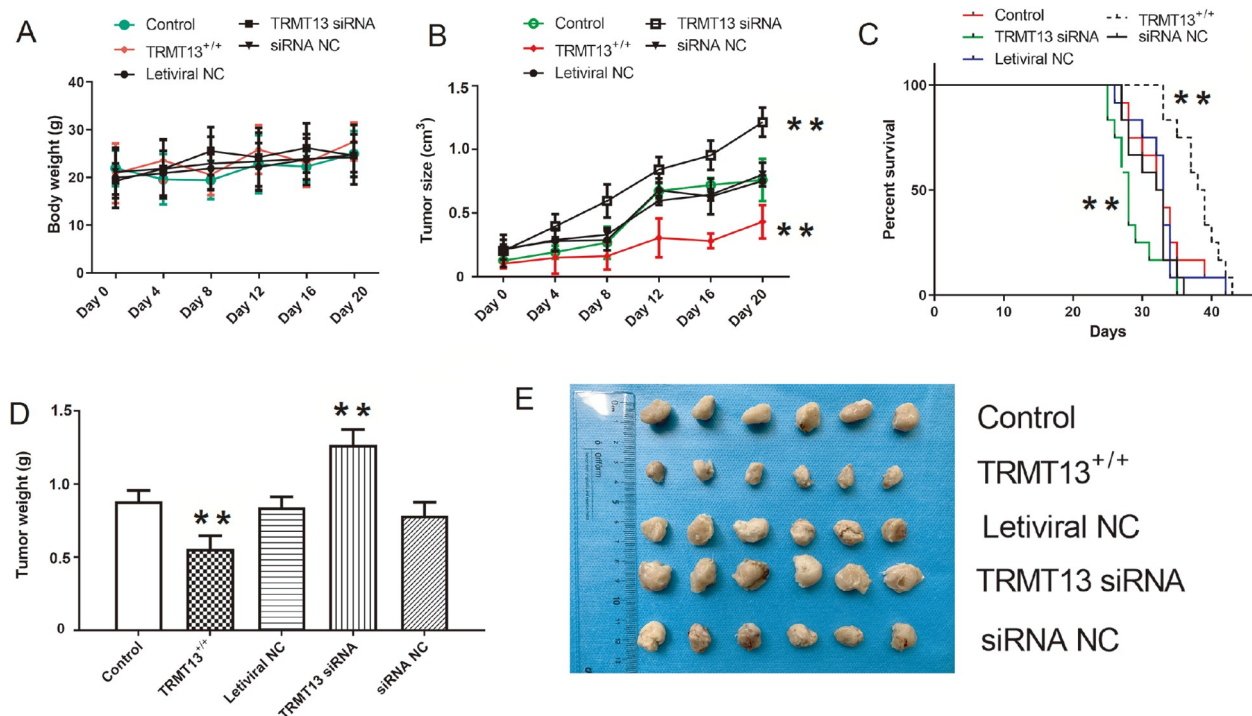 A
Control
TRMT13 siRNA
TRMT13+/+
siRNA NC
Letiviral NC
Body weight (g)
40
30
20
10
0
Day 0
Day 4
Day 8
Day 12
Day 16
Day 20
B
Control
TRMT13 siRNA
TRMT13+/+
siRNA NC
Letiviral NC
Tumor size (cm³)
1.5
1.0
0.5
0
**
**
Day 0
Day 4
Day 8
Day 12
Day 16
Day 20
C
Control
TRMT13+/+
TRMT13 siRNA
siRNA NC
Letiviral NC
Percent survival
100
50
0
**
**
0
10
20
30
40
Days
D
Tumor weight (g)
1.5
1.0
0.5
0
**
**
Control
TRMT13+/+
Letiviral NC
TRMT13 siRNA
siRNA NC
E
Control
TRMT13+/+
Letiviral NC
TRMT13 siRNA
siRNA NC